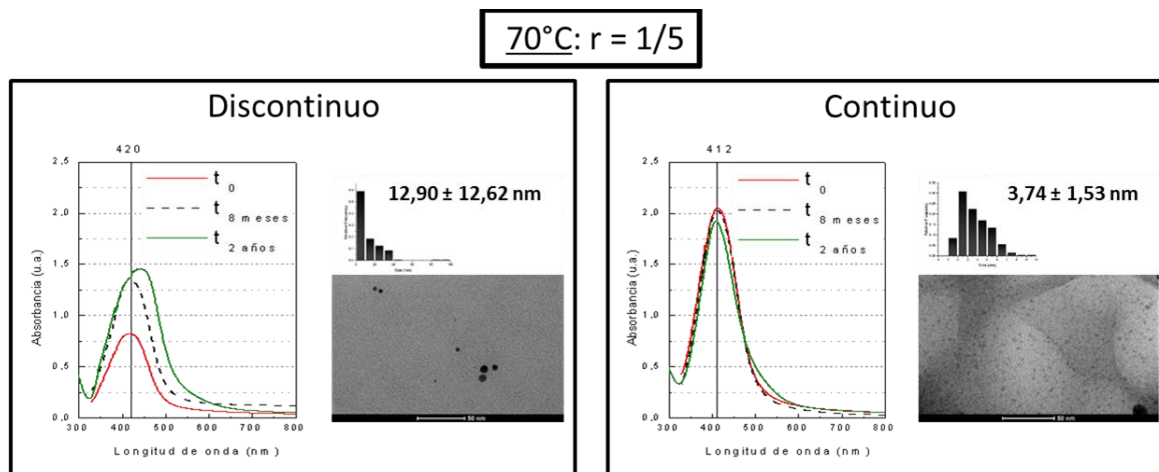 70°C: r = 1/5
Discontinuo
420
2,5
2,0
1,5
1,0
0,5
0,0
Absorbancia (u.a.)
t 0
t 8 meses
t 2 años
300 400 500 600 700 800
Longitud de onda (nm)
12,90 ± 12,62 nm
50 nm
Continuo
412
2,5
2,0
1,5
1,0
0,5
0,0
Absorbancia (u.a.)
t 0
t 8 meses
t 2 años
300 400 500 600 700 800
Longitud de onda (nm)
3,74 ± 1,53 nm
50 nm